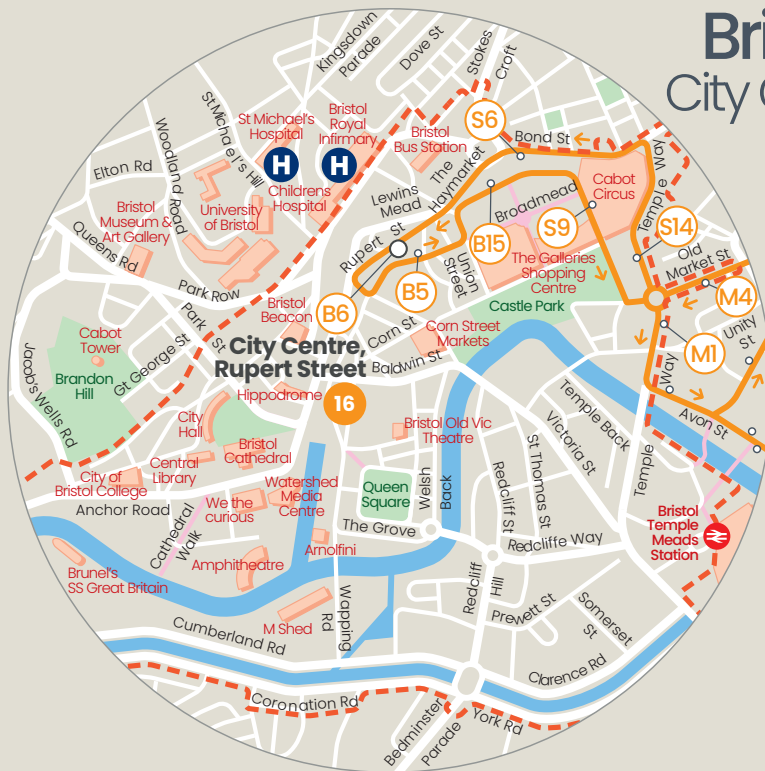 Bri
City C
Kingsdown
Parade
Dove St
Stokes
Croft
St Michael's
Hospital
Bristol
Royal
Infirmary
St Michael's Hill
H
H
Childrens
Hospital
Bristol
Bus Station
S6
Bond St
The
Haymarket
Lewins
Mead
Woodland Road
Elton Rd
University
of Bristol
Bristol
Museum &
Art Gallery
Queens Rd
Park Row
Cabot
Circus
Broadmead
Temple Way
S9
S14
Old
Market St
B15
The Galleries
Shopping
Centre
Rupert St
Union
Street
B5
B6
M4
M1
Unity
St
Castle Park
Bristol
Beacon
Corn St
Corn Street
Markets
Park St
Cabot
Tower
Brandon
Hill
Gt George St
Jacob's Wells Rd
City Centre,
Rupert Street
Baldwin St
Hippodrome
16
Way
Avon St
City
Hall
Bristol
Cathedral
Bristol Old Vic
Theatre
Temple Back
Victoria St
St Thomas St
Temple
Central
Library
City of
Bristol College
Anchor Road
We the
curious
Watershed
Media
Centre
Queen
Square
Welsh
Back
Redcliff St
Cathedral
Walk
The Grove
Redcliffe Way
Bristol
Temple
Meads
Station
Arnolfini
Amphitheatre
Brunel's
SS Great Britain
Redcliff
Hill
Prewett St
Somerset
St
M Shed
Wapping
Rd
Cumberland Rd
Clarence Rd
Coronation Rd
York Rd
Bedminster
Parade